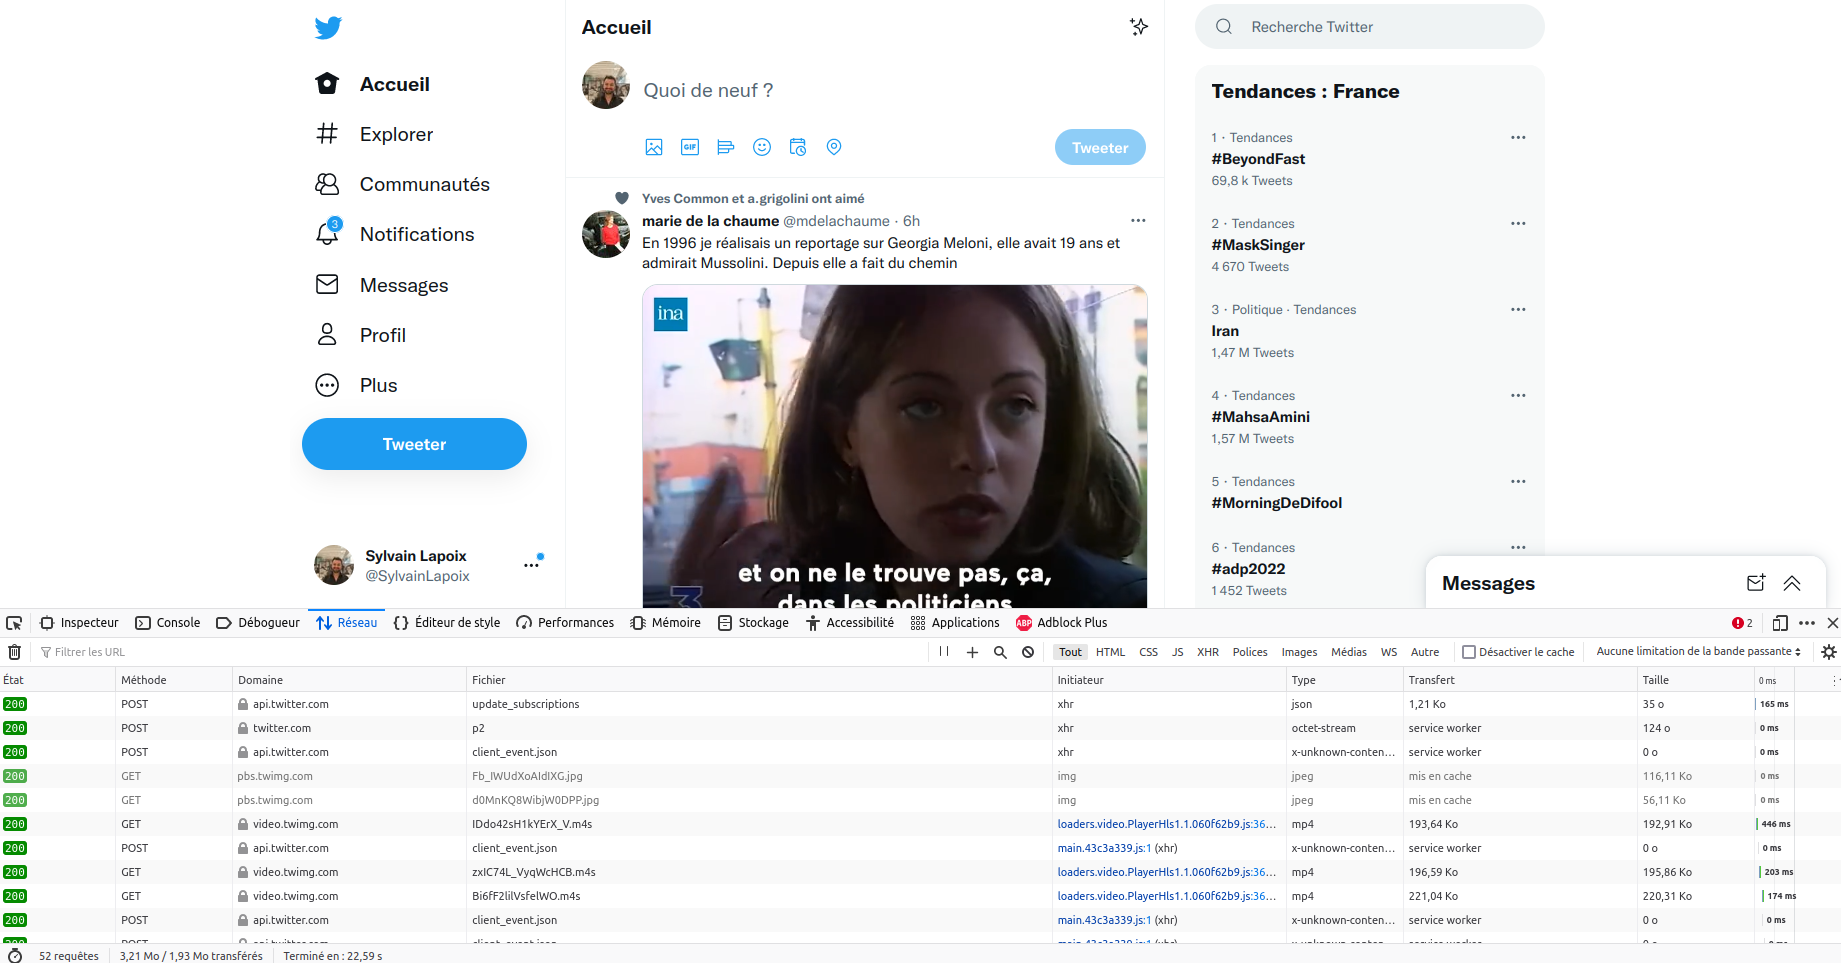 Accueil
Explorer
Communautés
3
Notifications
Messages
Profil
Plus
Tweeter
Sylvain Lapoix
@SylvainLapoix
Accueil
Quoi de neuf ?
GIF
Tweeter
Yves Common et a.grigolini ont aimé
marie de la chaume @mdelachaume · 6h
En 1996 je réalisais un reportage sur Georgia Meloni, elle avait 19 ans et
admirait Mussolini. Depuis elle a fait du chemin
ina
et on ne le trouve pas, ça,
dans les politiciens
3
Recherche Twitter
Tendances : France
1 · Tendances
#BeyondFast
69,8 k Tweets
2 · Tendances
#MaskSinger
4 670 Tweets
3 · Politique · Tendances
Iran
1,47 M Tweets
4 · Tendances
#MahsaAmini
1,57 M Tweets
5 · Tendances
#MorningDeDifool
6 · Tendances
#adp2022
1 452 Tweets
Messages
Inspecteur Console Débogueur Réseau {} Éditeur de style Performances Mémoire Stockage Accessibilité Applications ABP Adblock Plus 2
Filtrer les URL Tout HTML CSS JS XHR Polices Images Médias WS Autre Désactiver le cache Aucune limitation de la bande passante
État Méthode Domaine Fichier Initiateur Type Transfert Taille 0 ms
200 POST api.twitter.com update_subscriptions xhr json 1,21 Ko 35 o 165 ms
200 POST twitter.com p2 xhr octet-stream service worker 124 o 0 ms
200 POST api.twitter.com client_event.json xhr x-unknown-conten... service worker 0 o 0 ms
200 GET pbs.twimg.com Fb_IWUdXoAIdIXG.jpg img jpeg mis en cache 116,11 Ko 0 ms
200 GET pbs.twimg.com d0MnKQ8WibjW0DPP.jpg img jpeg mis en cache 56,11 Ko 0 ms
200 GET video.twimg.com IDdo42sH1kYErX_V.m4s loaders.video.PlayerHls1.1.060f62b9.js:36... mp4 193,64 Ko 192,91 Ko 446 ms
200 POST api.twitter.com client_event.json main.43c3a339.js:1 (xhr) x-unknown-conten... service worker 0 o 0 ms
200 GET video.twimg.com zxIC74L_VyqWcHCB.m4s loaders.video.PlayerHls1.1.060f62b9.js:36... mp4 196,59 Ko 195,86 Ko 203 ms
200 GET video.twimg.com Bi6fF2lilVsfelWO.m4s loaders.video.PlayerHls1.1.060f62b9.js:36... mp4 221,04 Ko 220,31 Ko 174 ms
200 POST api.twitter.com client_event.json main.43c3a339.js:1 (xhr) x-unknown-conten... service worker 0 o 0 ms
52 requêtes 3,21 Mo / 1,93 Mo transférés Terminé en : 22,59 s